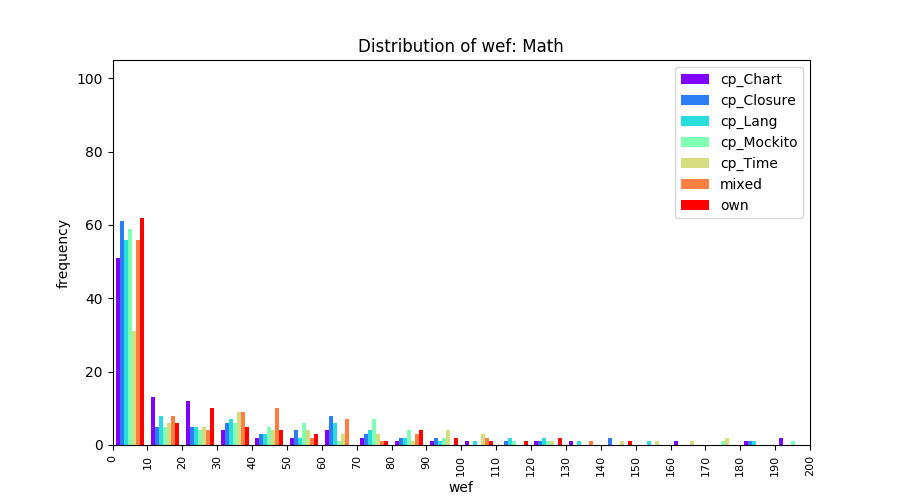 Distribution of wef: Math
frequency
100
80
60
40
20
0
cp_Chart
cp_Closure
cp_Lang
cp_Mockito
cp_Time
mixed
own
0 10 20 30 40 50 60 70 80 90 100 110 120 130 140 150 160 170 180 190 200
wef